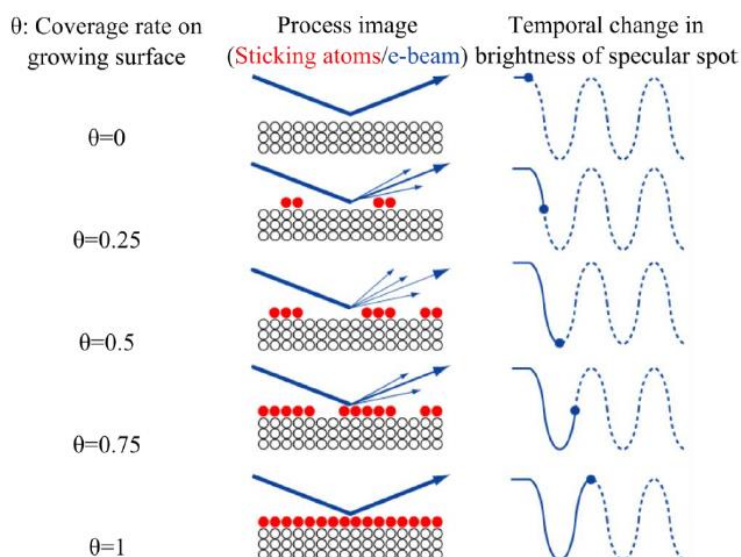 θ: Coverage rate on
growing surface
Process image
(Sticking atoms/e-beam)
Temporal change in
brightness of specular spot
θ=0
θ=0.25
θ=0.5
θ=0.75
θ=1